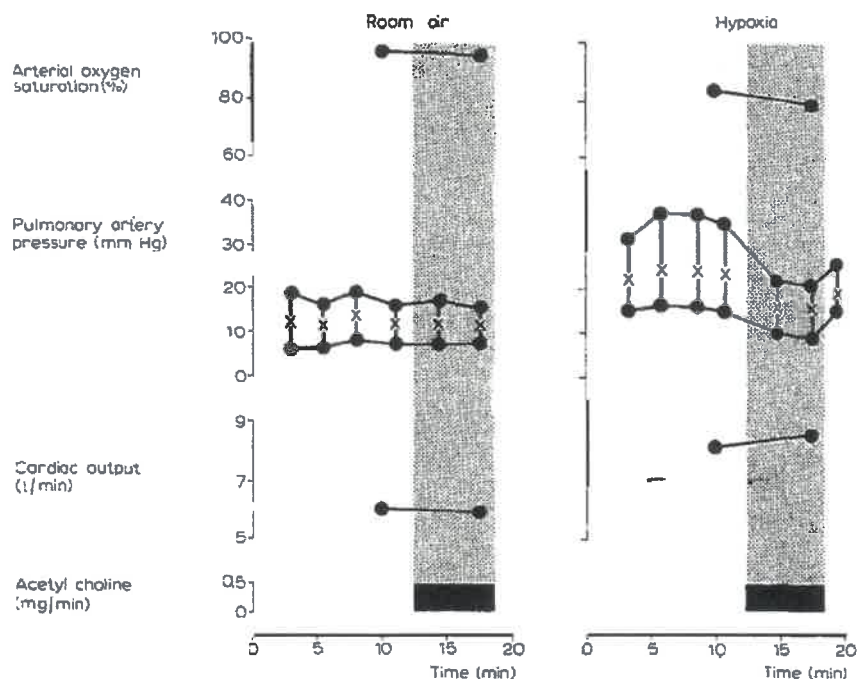 Room air
Hypoxia
Arterial oxygen
saturation (%)
100
80
60
Pulmonary artery
pressure (mm Hg)
40
30
20
10
0
Cardiac output
(l/min)
9
7
5
Acetyl choline
(mg/min)
0.5
0
0 5 10 15 20
Time (min)
0 5 10 15 20
Time (min)